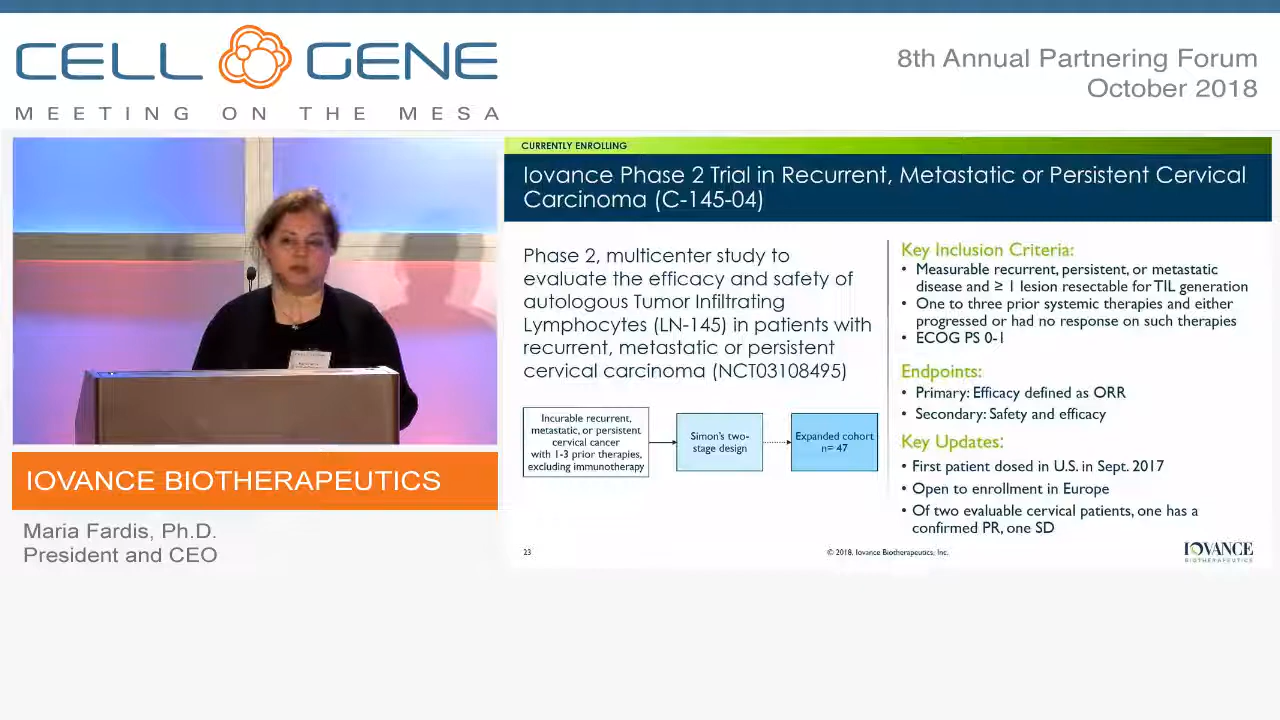 CELL GENE
MEETING ON THE MESA
8th Annual Partnering Forum
October 2018
CURRENTLY ENROLLING
Iovance Phase 2 Trial in Recurrent, Metastatic or Persistent Cervical
Carcinoma (C-145-04)
Phase 2, multicenter study to
evaluate the efficacy and safety of
autologous Tumor Infiltrating
Lymphocytes (LN-145) in patients with
recurrent, metastatic or persistent
cervical carcinoma (NCT03108495)
Incurable recurrent,
metastatic, or persistent
cervical cancer
with 1-3 prior therapies,
excluding immunotherapy
Simon's two-
stage design
Expanded cohort
n= 47
Key Inclusion Criteria:
• Measurable recurrent, persistent, or metastatic
disease and ≥ 1 lesion resectable for TIL generation
• One to three prior systemic therapies and either
progressed or had no response on such therapies
• ECOG PS 0-1
Endpoints:
• Primary: Efficacy defined as ORR
• Secondary: Safety and efficacy
Key Updates:
• First patient dosed in U.S. in Sept. 2017
• Open to enrollment in Europe
• Of two evaluable cervical patients, one has a
confirmed PR, one SD
23
© 2018, Iovance Biotherapeutics, Inc.
IOVANCE
BIOTHERAPEUTICS
IOVANCE BIOTHERAPEUTICS
Maria Fardis, Ph.D.
President and CEO